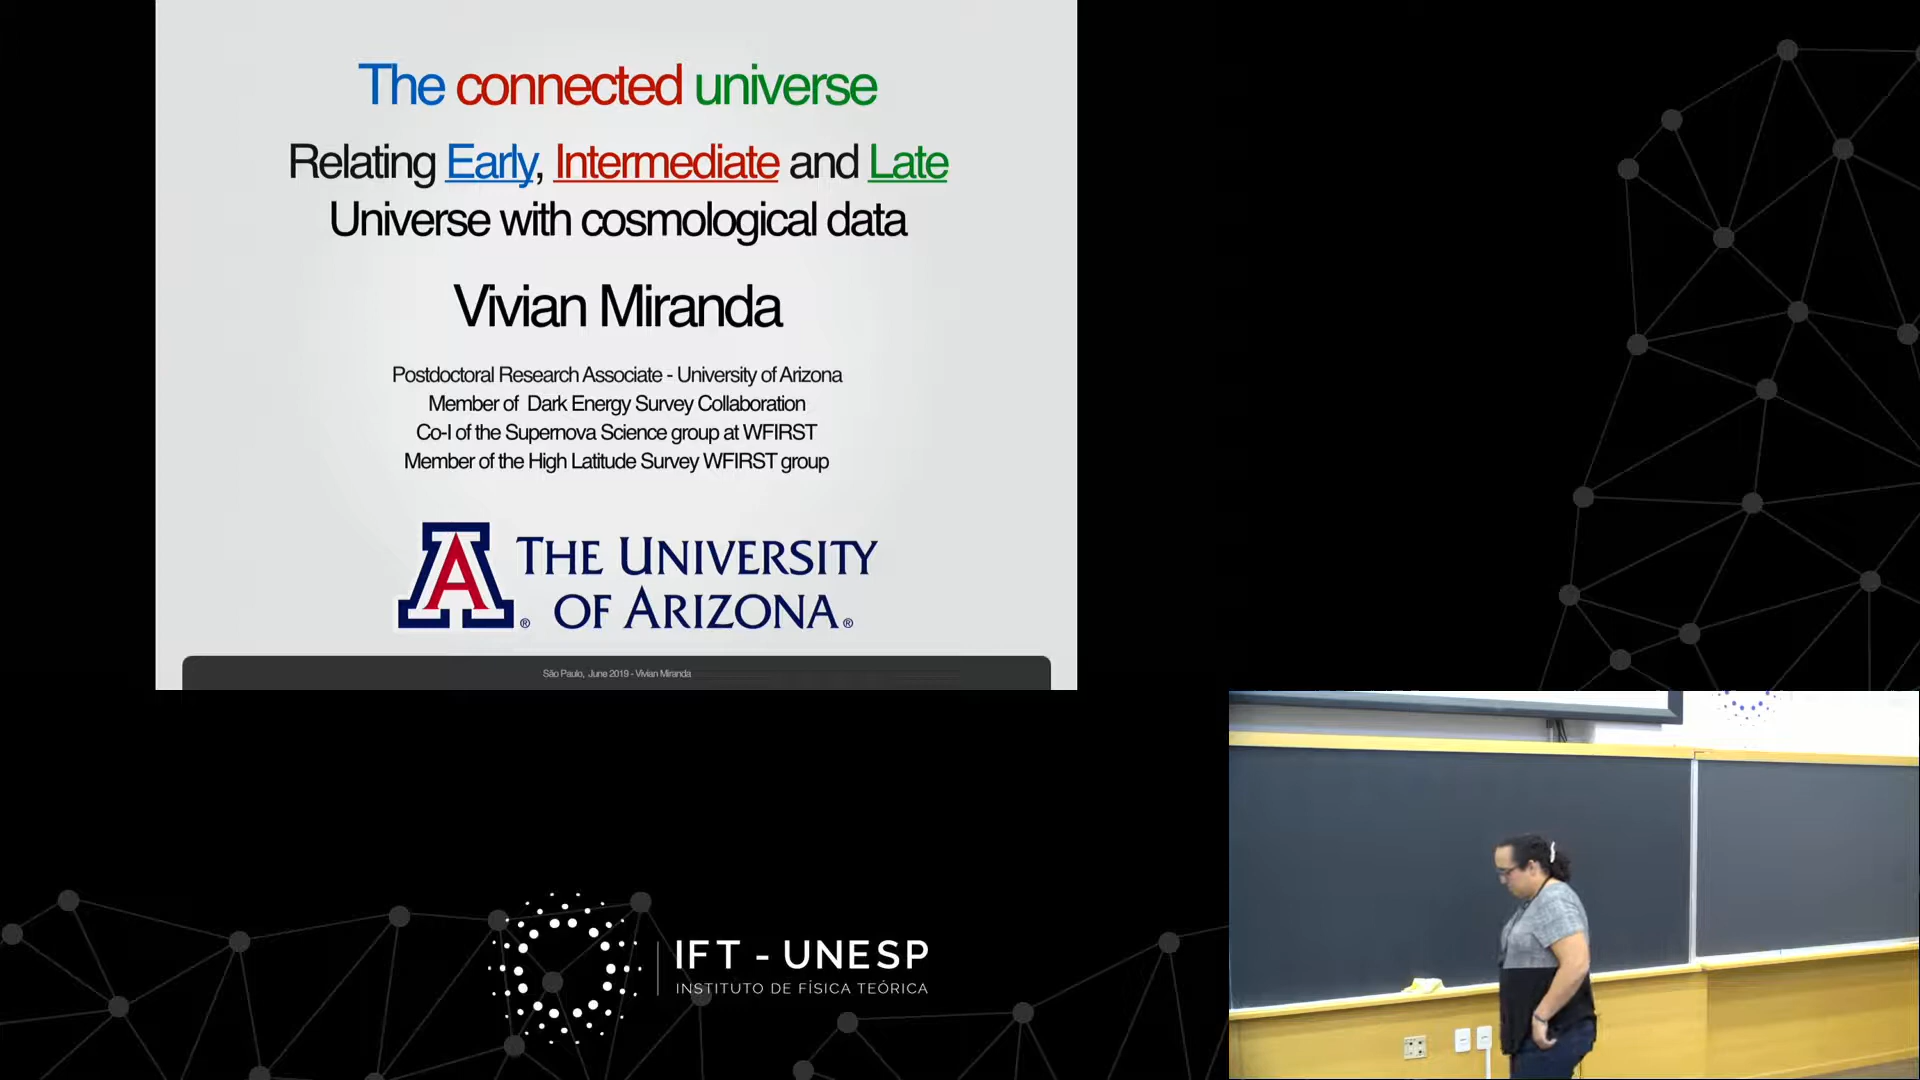 The connected universe
Relating Early, Intermediate and Late
Universe with cosmological data
Vivian Miranda
Postdoctoral Research Associate - University of Arizona
Member of Dark Energy Survey Collaboration
Co-I of the Supernova Science group at WFIRST
Member of the High Latitude Survey WFIRST group
A®
THE UNIVERSITY
OF ARIZONA®
São Paulo, June 2019 - Vivian Miranda
IFT - UNESP
INSTITUTO DE FÍSICA TEÓRICA